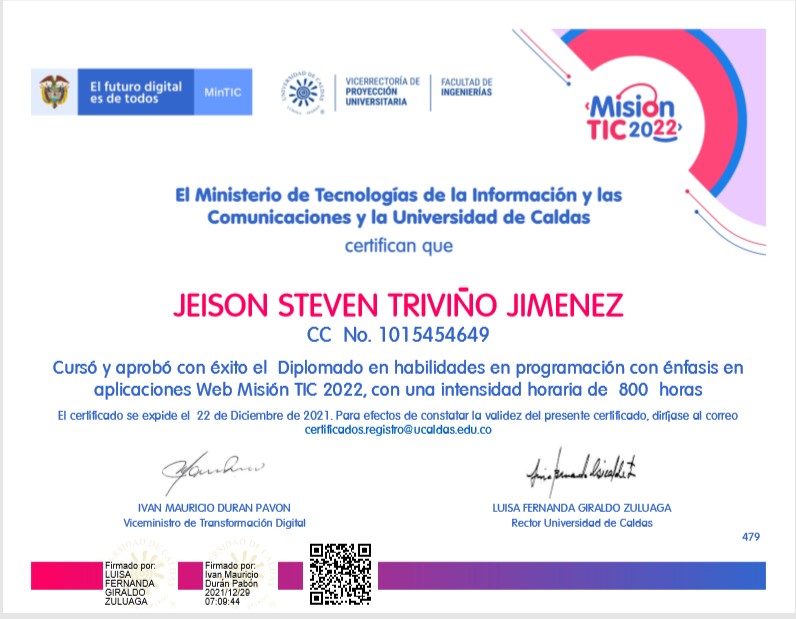 El futuro digital
es de todos
MinTIC
UNIVERSIDAD DE CALDAS
VICERRECTORÍA DE
PROYECCIÓN
UNIVERSITARIA
FACULTAD DE
INGENIERÍAS
Misión
TIC2022
El Ministerio de Tecnologías de la Información y las
Comunicaciones y la Universidad de Caldas
certifican que
JEISON STEVEN TRIVIÑO JIMENEZ
CC No. 1015454649
Cursó y aprobó con éxito el Diplomado en habilidades en programación con énfasis en
aplicaciones Web Misión TIC 2022, con una intensidad horaria de 800 horas
El certificado se expide el 22 de Diciembre de 2021. Para efectos de constatar la validez del presente certificado, diríjase al correo
certificados.registro@ucaldas.edu.co
IVAN MAURICIO DURAN PAVON
Viceministro de Transformación Digital
LUISA FERNANDA GIRALDO ZULUAGA
Rector Universidad de Caldas
479
Firmado por:
LUISA
FERNANDA
GIRALDO
ZULUAGA
Firmado por:
Ivan Mauricio
Durán Pabón
2021/12/29
07:09:44